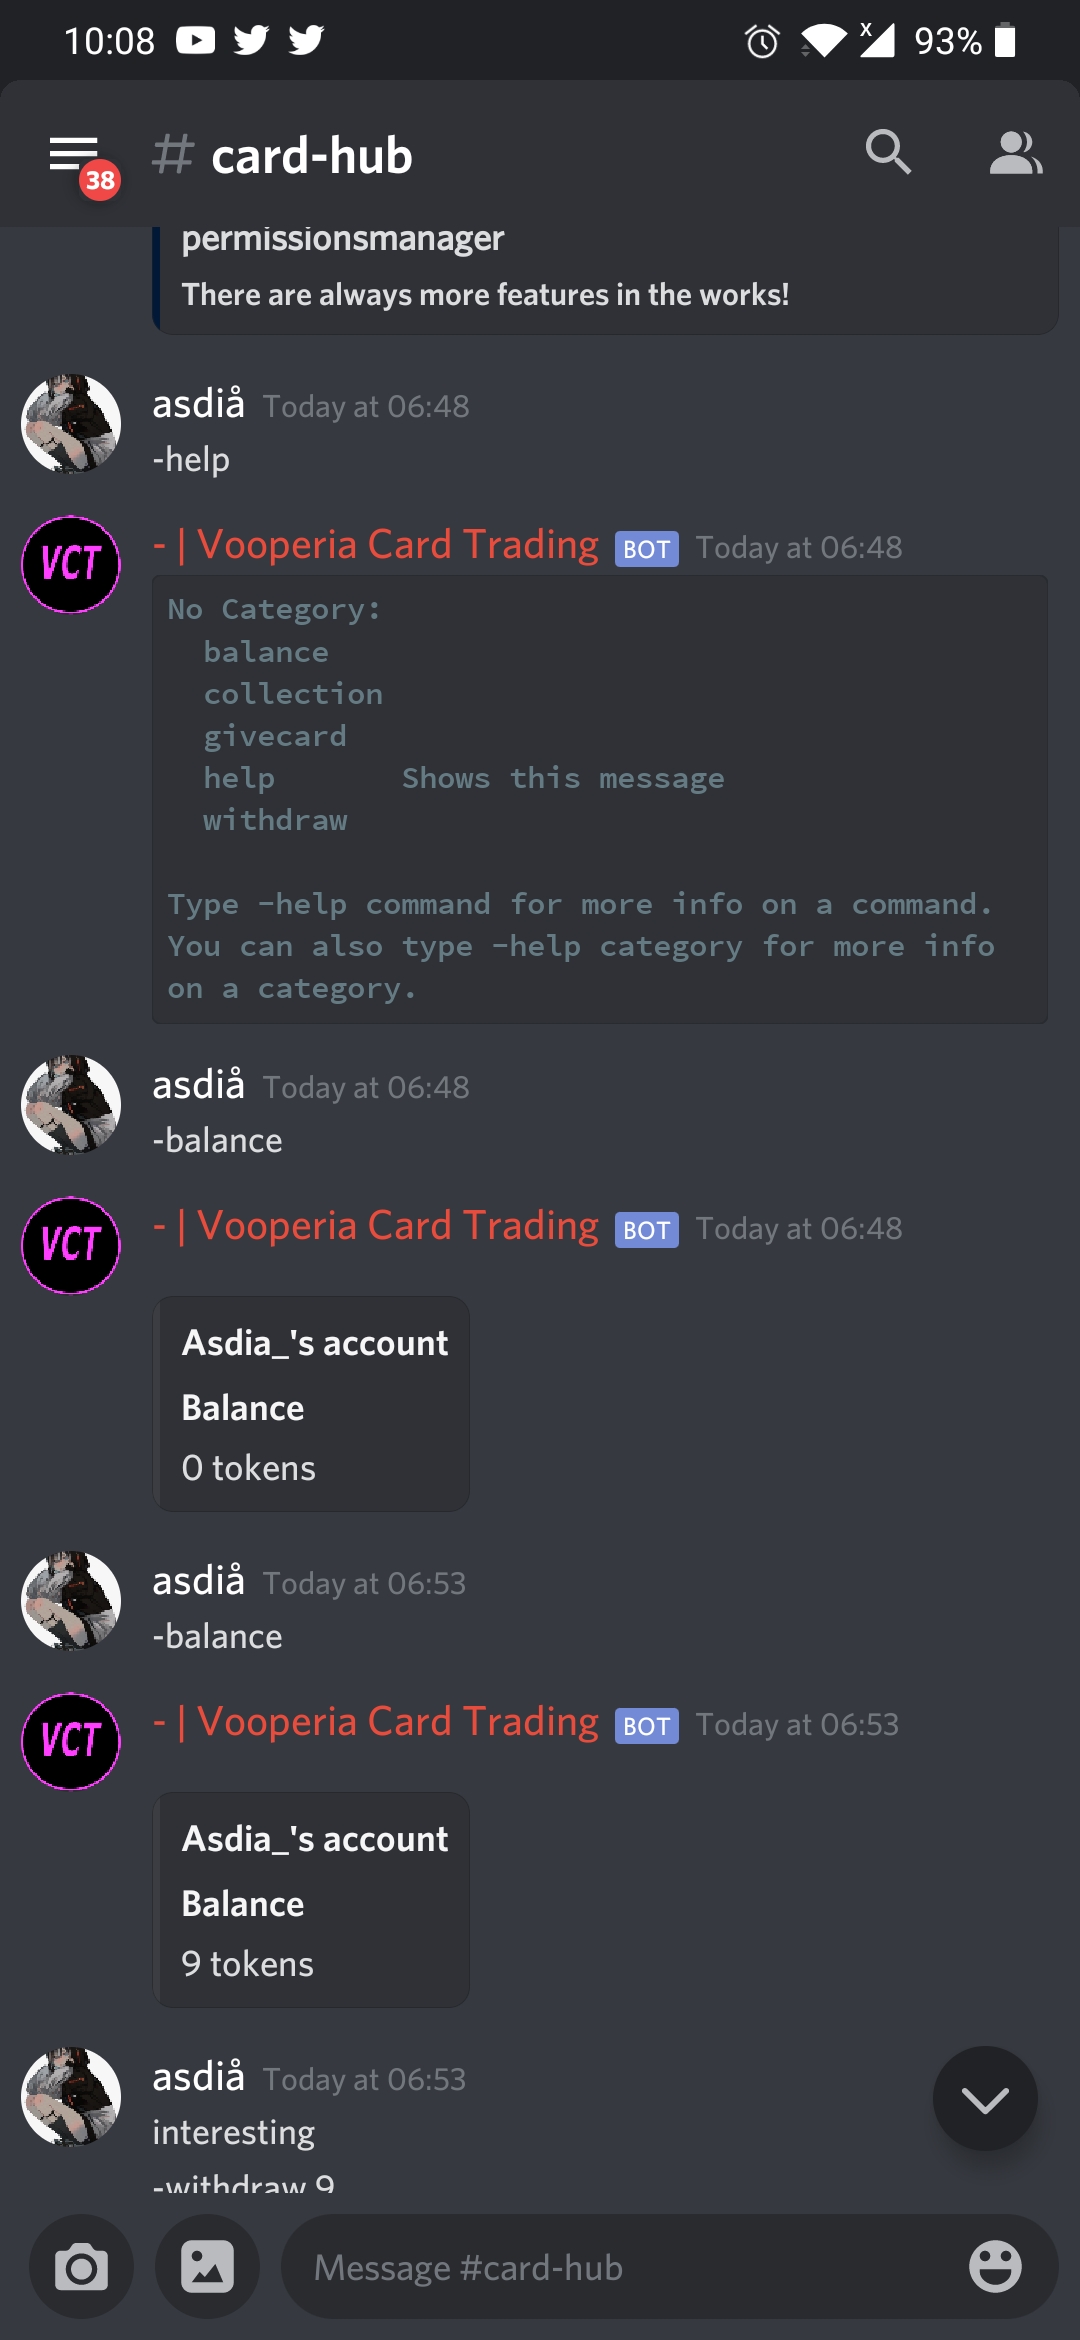 10:08
93%
38
# card-hub
permissionsmanager
There are always more features in the works!
asdiå Today at 06:48
-help
VCT
- | Vooperia Card Trading BOT Today at 06:48
No Category:
balance
collection
givecard
help Shows this message
withdraw
Type -help command for more info on a command.
You can also type -help category for more info
on a category.
asdiå Today at 06:48
-balance
VCT
- | Vooperia Card Trading BOT Today at 06:48
Asdia_'s account
Balance
0 tokens
asdiå Today at 06:53
-balance
VCT
- | Vooperia Card Trading BOT Today at 06:53
Asdia_'s account
Balance
9 tokens
asdiå Today at 06:53
interesting
-withdraw 9
Message #card-hub